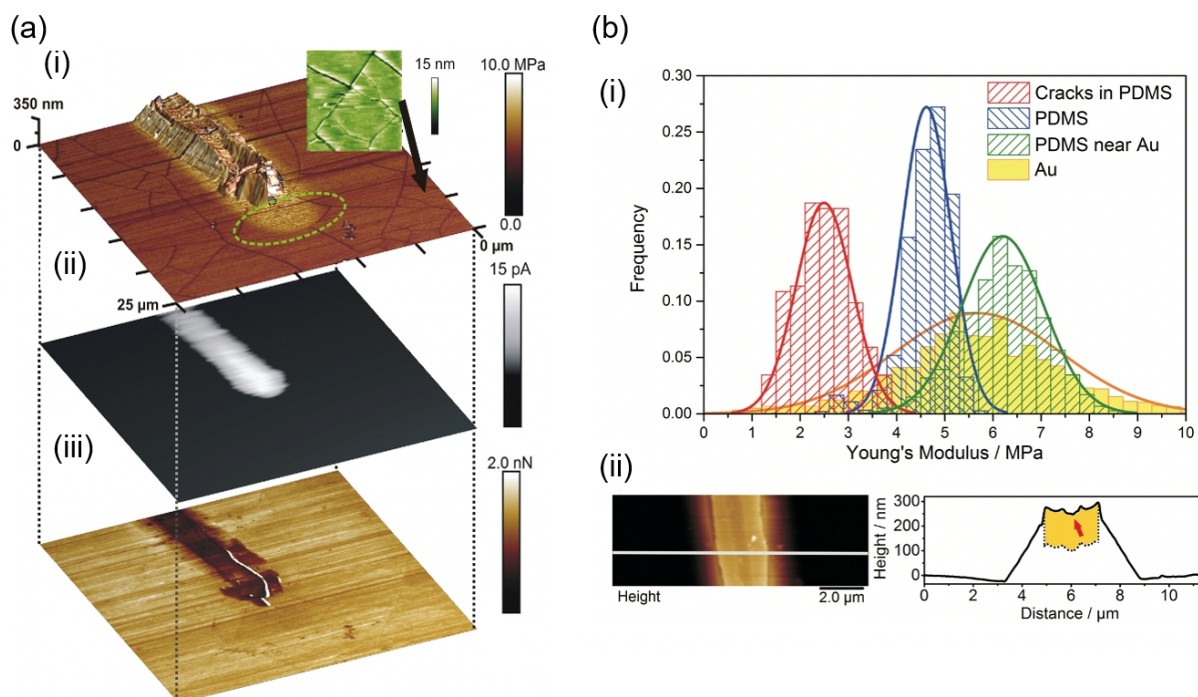 (a)
(i)
350 nm
0
15 nm
10.0 MPa
0.0
0 µm
25 µm
(ii)
15 pA
(iii)
2.0 nN
(b)
(i)
0.30
0.25
0.20
0.15
0.10
0.05
0.00
Frequency
Cracks in PDMS
PDMS
PDMS near Au
Au
0 1 2 3 4 5 6 7 8 9 10
Young's Modulus / MPa
(ii)
Height
2.0 µm
Height / nm
300
200
100
0
0 2 4 6 8 10
Distance / µm